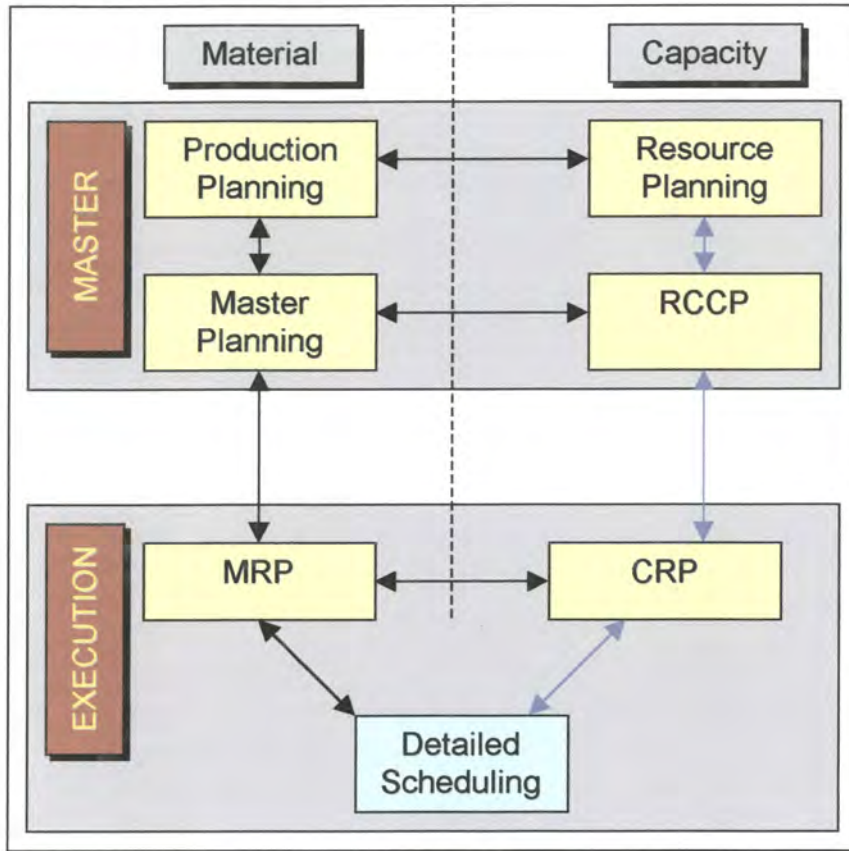 Material
Capacity
MASTER
Production
Planning
Resource
Planning
Master
Planning
RCCP
EXECUTION
MRP
CRP
Detailed
Scheduling